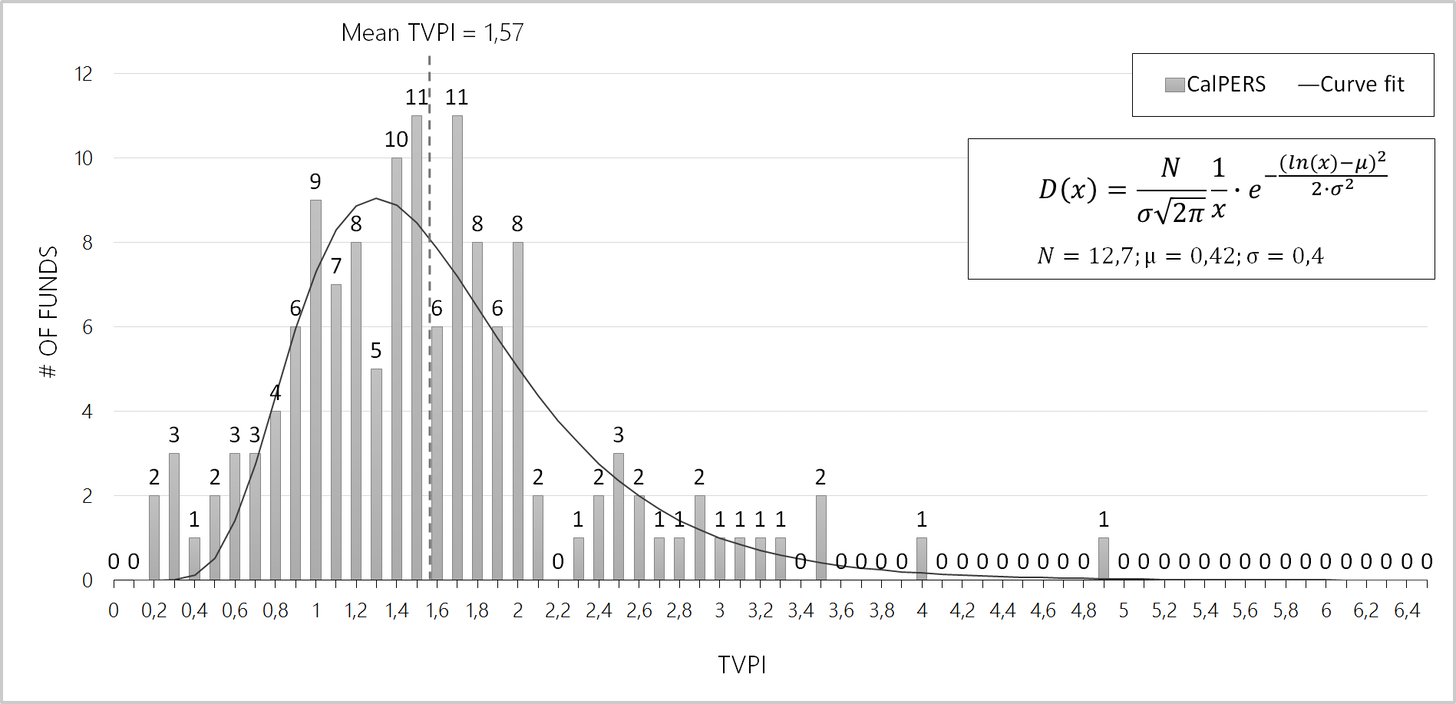 Mean TVPI = 1,57
CalPERS —Curve fit
D(x) = N/(σ√2π) 1/x · e^(−(ln(x)−μ)²/(2·σ²))
N = 12,7; μ = 0,42; σ = 0,4
# OF FUNDS
12
10
8
6
4
2
0
0 0 2 3 1 2 3 3 4 6 9 7 8 5 10 11 6 11 8 6 8 2 0 1 2 3 2 1 1 2 1 1 1 1 0 2 0 0 0 0 1 0 0 0 0 0 0 0 0 1 0 0 0 0 0 0 0 0 0 0 0 0 0 0 0 0
0 0,2 0,4 0,6 0,8 1 1,2 1,4 1,6 1,8 2 2,2 2,4 2,6 2,8 3 3,2 3,4 3,6 3,8 4 4,2 4,4 4,6 4,8 5 5,2 5,4 5,6 5,8 6 6,2 6,4
TVPI